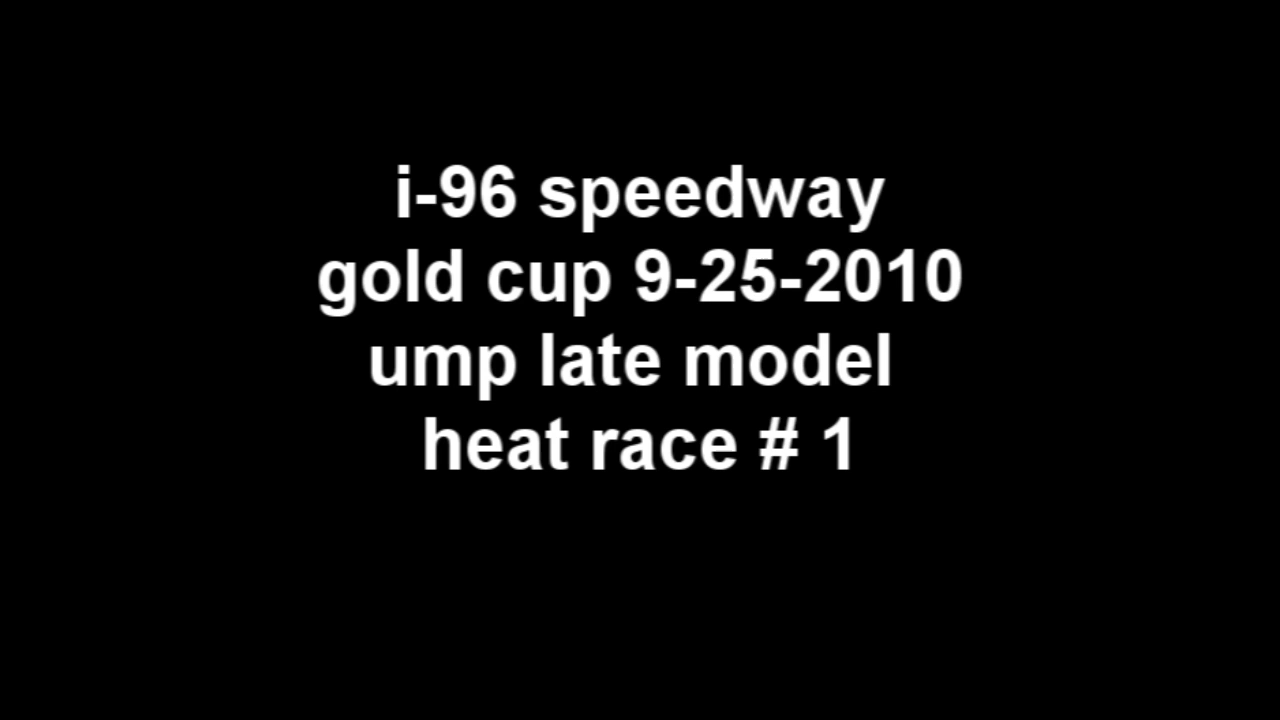 i-96 speedway
gold cup 9-25-2010
ump late model
heat race # 1